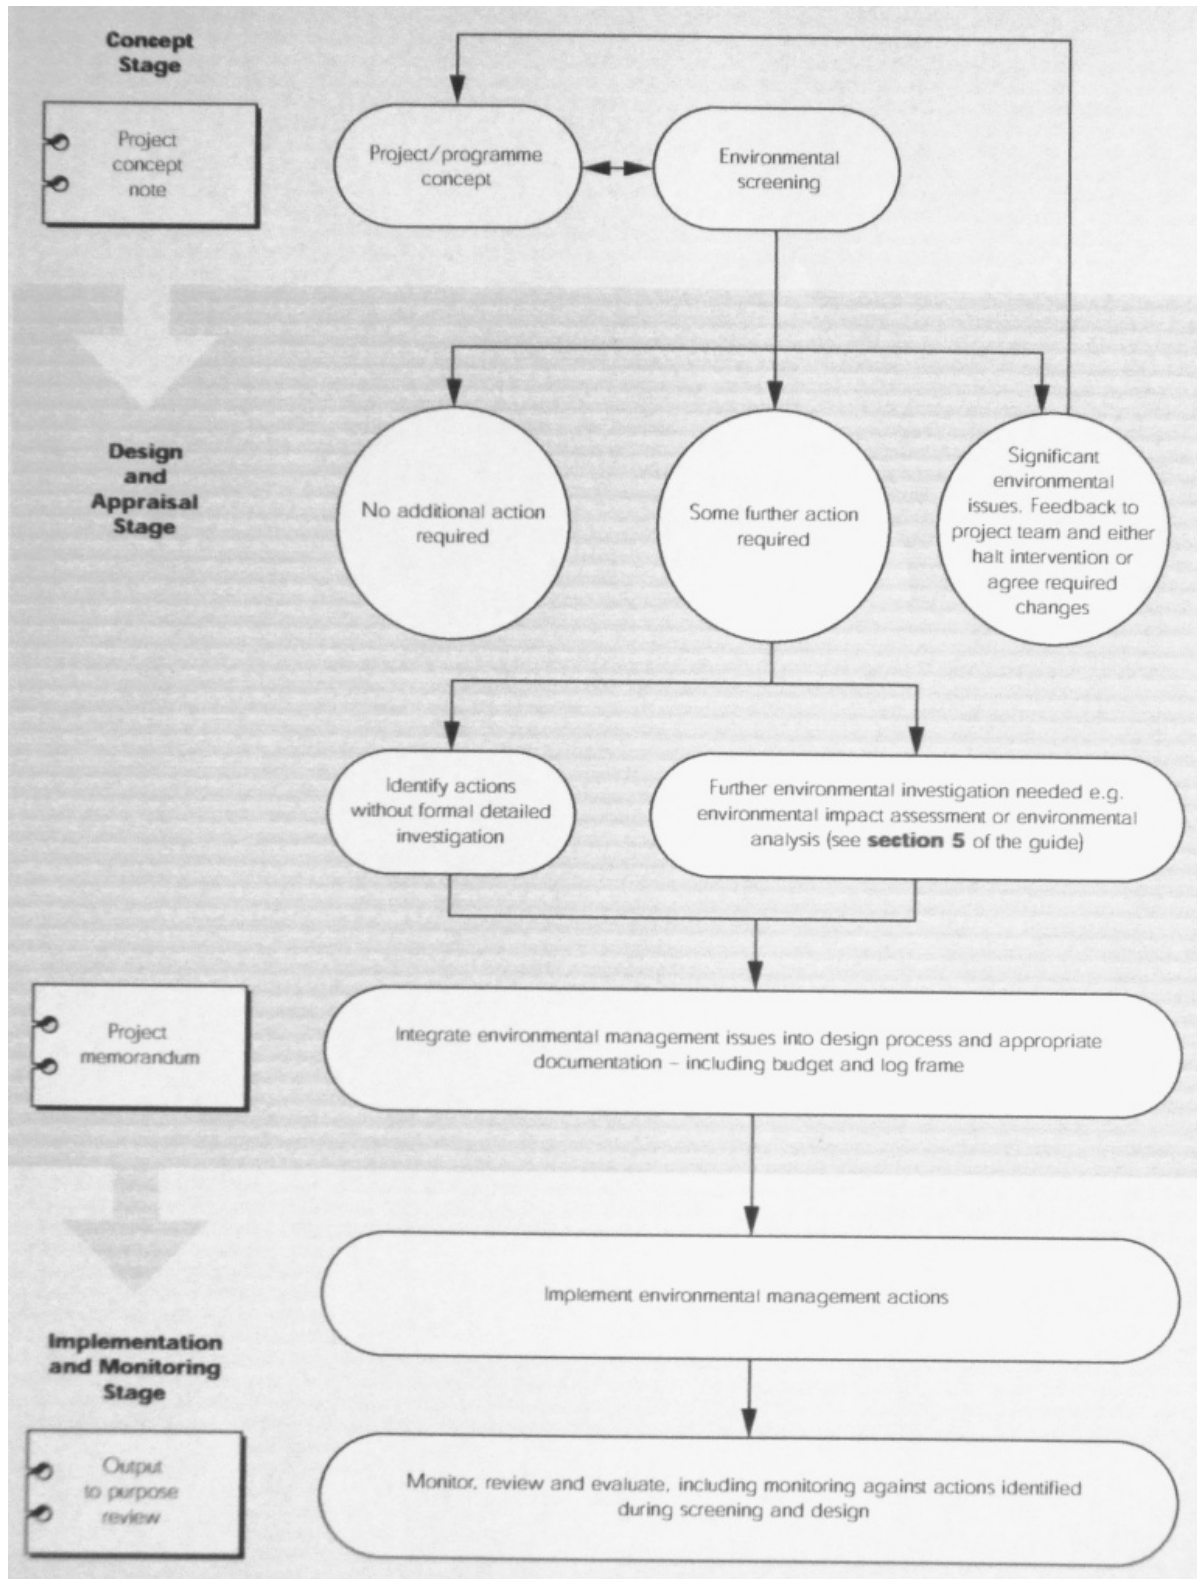 Concept
Stage
Project
concept
note
Project/programme
concept
Environmental
screening
Design
and
Appraisal
Stage
No additional action
required
Some further action
required
Significant
environmental
issues. Feedback to
project team and either
halt intervention or
agree required
changes
Identify actions
without formal detailed
investigation
Further environmental investigation needed e.g.
environmental impact assessment or environmental
analysis (see section 5 of the guide)
Project
memorandum
Integrate environmental management issues into design process and appropriate
documentation – including budget and log frame
Implement environmental management actions
Implementation
and Monitoring
Stage
Output
to purpose
review
Monitor, review and evaluate, including monitoring against actions identified
during screening and design